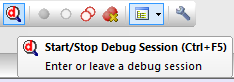 Start/Stop Debug Session (Ctrl+F5)
Enter or leave a debug session